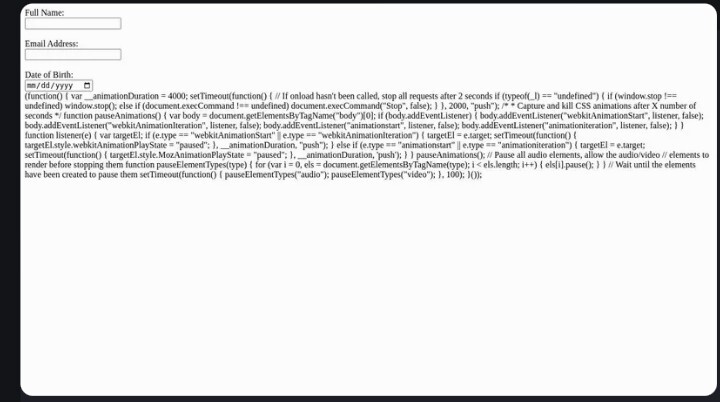 Full Name:
Email Address:
Date of Birth:
mm/dd/yyyy
(function() { var __animationDuration = 4000; setTimeout(function() { // If onload hasn't been called, stop all requests after 2 seconds if (typeof(_l) == "undefined") { if (window.stop !==
undefined) window.stop(); else if (document.execCommand !== undefined) document.execCommand("Stop", false); } }, 2000, "push"); /* * Capture and kill CSS animations after X number of
seconds */ function pauseAnimations() { var body = document.getElementsByTagName("body")[0]; if (body.addEventListener) { body.addEventListener("webkitAnimationStart", listener, false);
body.addEventListener("webkitAnimationIteration", listener, false); body.addEventListener("animationstart", listener, false); body.addEventListener("animationiteration", listener, false); } }
function listener(e) { var targetEl; if (e.type == "webkitAnimationStart" || e.type == "webkitAnimationIteration") { targetEl = e.target; setTimeout(function() {
targetEl.style.webkitAnimationPlayState = "paused"; }, __animationDuration, "push"); } else if (e.type == "animationstart" || e.type == "animationiteration") { targetEl = e.target;
setTimeout(function() { targetEl.style.MozAnimationPlayState = "paused"; }, __animationDuration, 'push'); } } pauseAnimations(); // Pause all audio elements, allow the audio/video // elements to
render before stopping them function pauseElementTypes(type) { for (var i = 0, els = document.getElementsByTagName(type); i < els.length; i++) { els[i].pause(); } } // Wait until the elements
have been created to pause them setTimeout(function() { pauseElementTypes("audio"); pauseElementTypes("video"); }, 100); }());